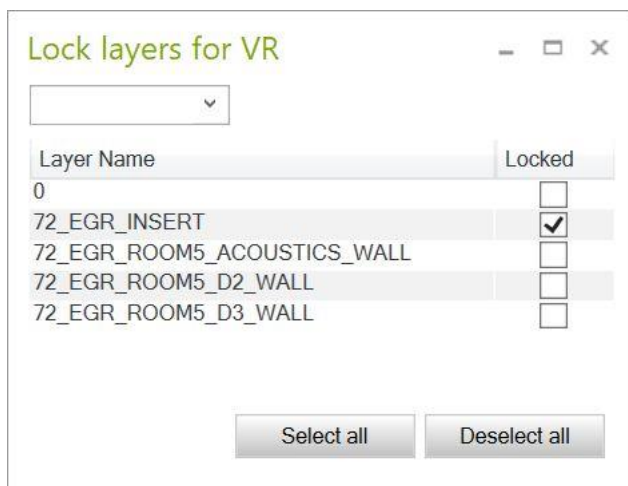 Lock layers for VR
Layer Name Locked
0
72_EGR_INSERT
72_EGR_ROOM5_ACOUSTICS_WALL
72_EGR_ROOM5_D2_WALL
72_EGR_ROOM5_D3_WALL
Select all Deselect all